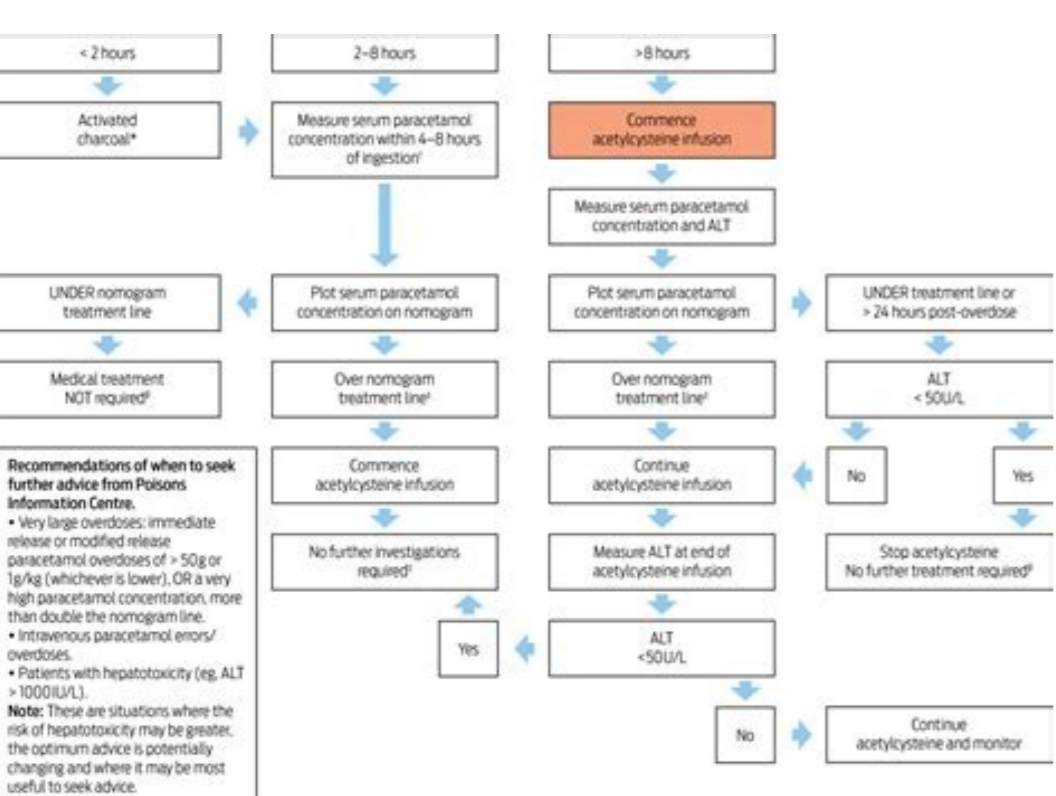 < 2 hours
2–8 hours
>8 hours
Activated
charcoal*
Measure serum paracetamol
concentration within 4–8 hours
of ingestion†
Commence
acetylcysteine infusion
Measure serum paracetamol
concentration and ALT
UNDER nomogram
treatment line
Plot serum paracetamol
concentration on nomogram
Plot serum paracetamol
concentration on nomogram
UNDER treatment line or
> 24 hours post-overdose
Medical treatment
NOT required§
Over nomogram
treatment line‡
Over nomogram
treatment line‡
ALT
< 50U/L
Commence
acetylcysteine infusion
Continue
acetylcysteine infusion
No
Yes
No further investigations
required‡
Measure ALT at end of
acetylcysteine infusion
Stop acetylcysteine
No further treatment required§
Yes
ALT
<50U/L
No
Continue
acetylcysteine and monitor
Recommendations of when to seek
further advice from Poisons
Information Centre.
• Very large overdoses: immediate
release or modified release
paracetamol overdoses of > 50g or
1g/kg (whichever is lower), OR a very
high paracetamol concentration, more
than double the nomogram line.
• Intravenous paracetamol errors/
overdoses.
• Patients with hepatotoxicity (eg, ALT
> 1000IU/L).
Note: These are situations where the
risk of hepatotoxicity may be greater,
the optimum advice is potentially
changing and where it may be most
useful to seek advice.